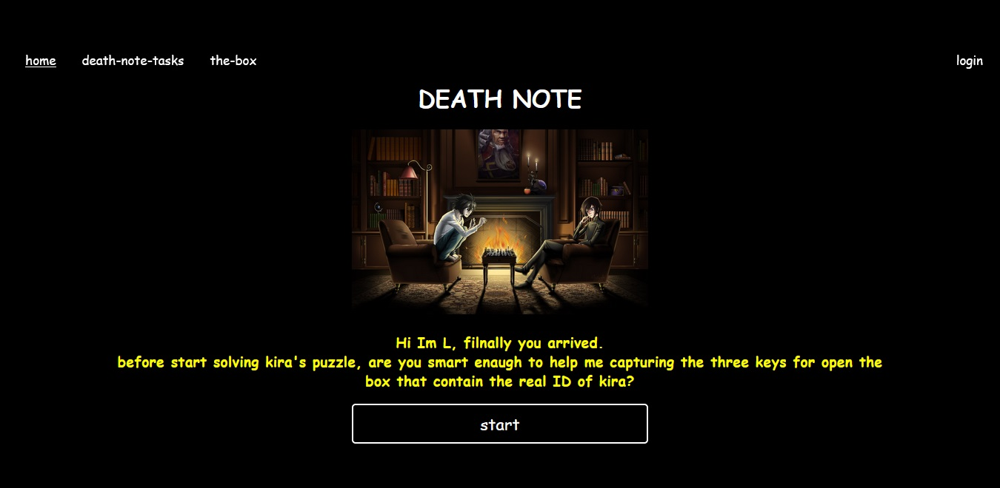 home death-note-tasks the-box login
DEATH NOTE
Hi Im L, filnally you arrived.
before start solving kira's puzzle, are you smart enaugh to help me capturing the three keys for open the
box that contain the real ID of kira?
start